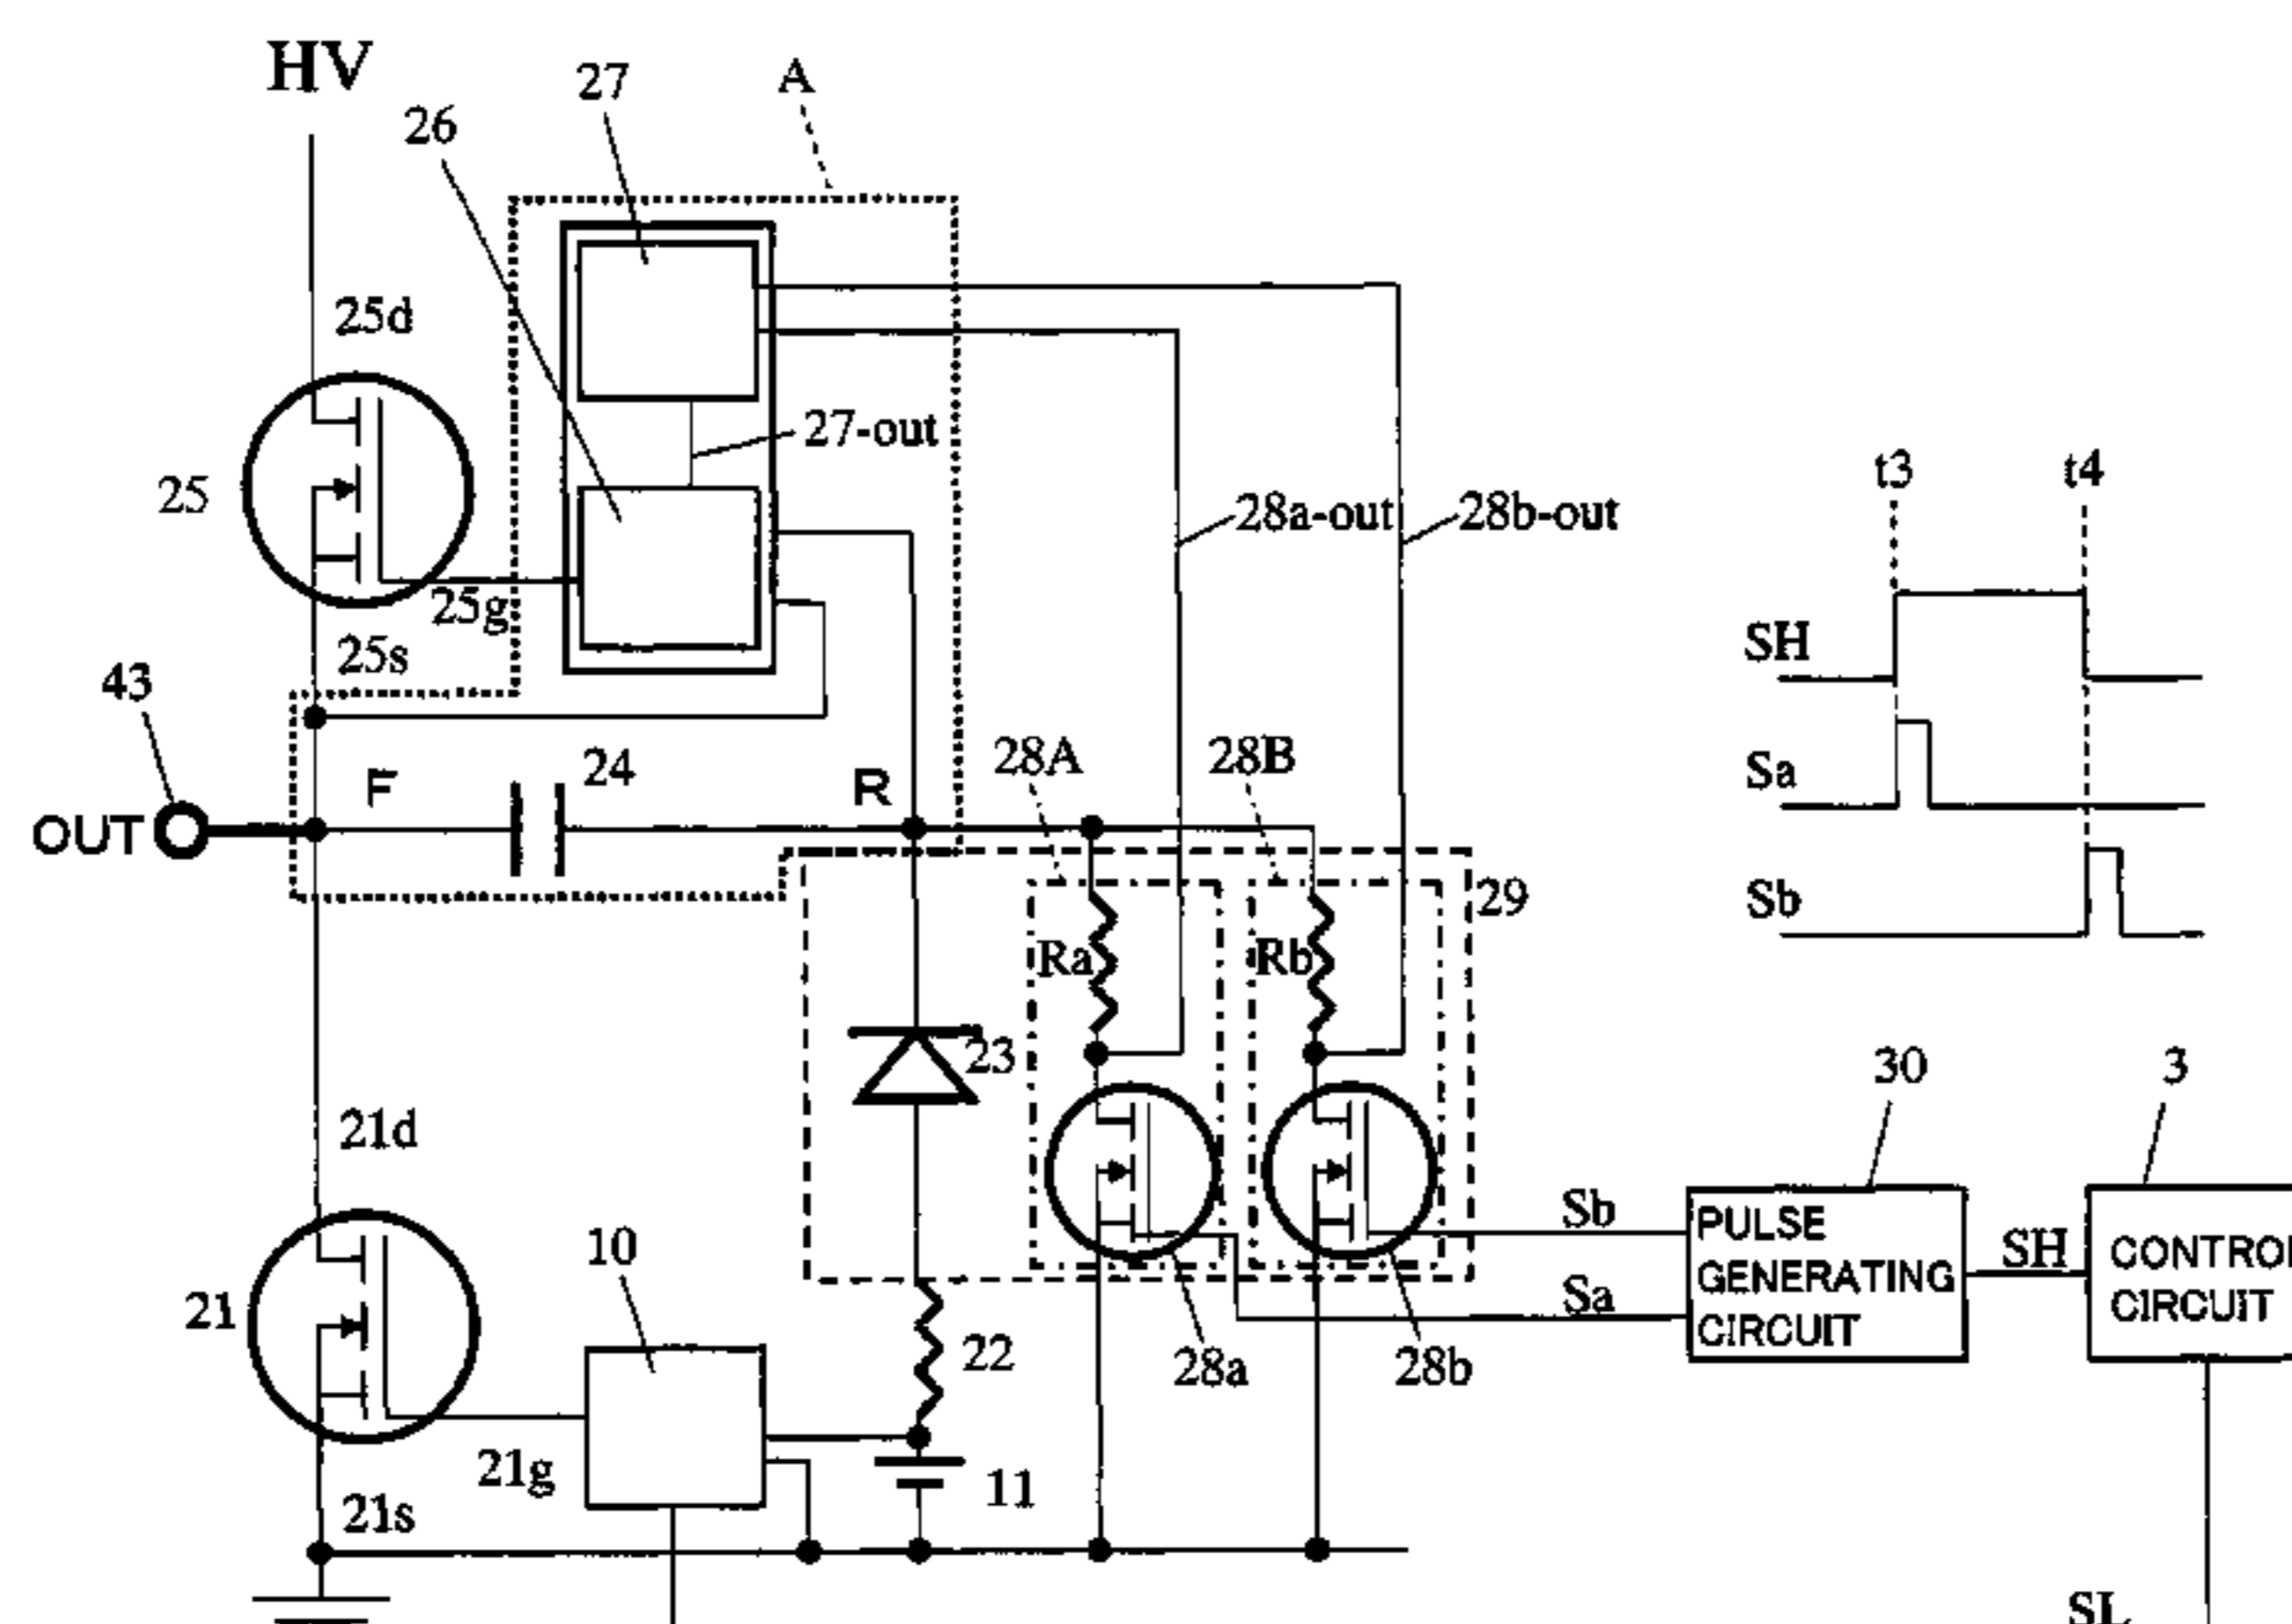 HV
27
A
26
25d
27-out
25
t3
t4
28a-out
28b-out
25g
25s
SH
43
F
24
R
28A
28B
Sa
OUT
29
Sb
Ra
Rb
23
30
3
21d
10
Sb
PULSE
GENERATING
CIRCUIT
SH
CONTROL
CIRCUIT
21
Sa
22
28a
28b
21g
11
21s
SL